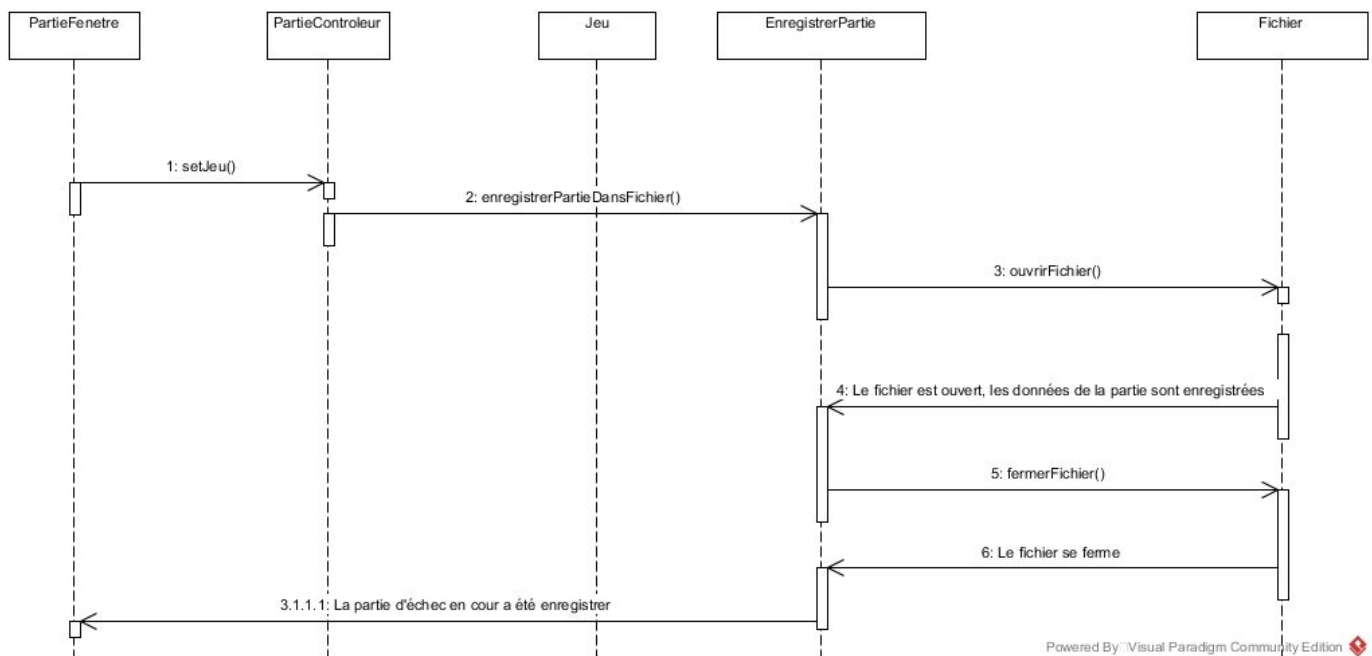 PartieFenetre
PartieControleur
Jeu
EnregistrerPartie
Fichier
1: setJeu()
2: enregistrerPartieDansFichier()
3: ouvrirFichier()
4: Le fichier est ouvert, les données de la partie sont enregistrées
5: fermerFichier()
6: Le fichier se ferme
3.1.1.1: La partie d'échec en cour a été enregistrer
Powered By Visual Paradigm Community Edition